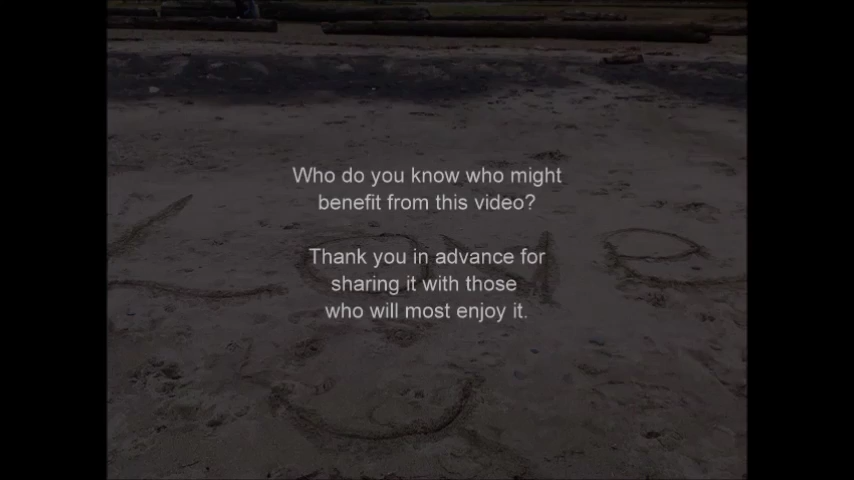 Who do you know who might
benefit from this video?
Thank you in advance for
sharing it with those
who will most enjoy it.
Love